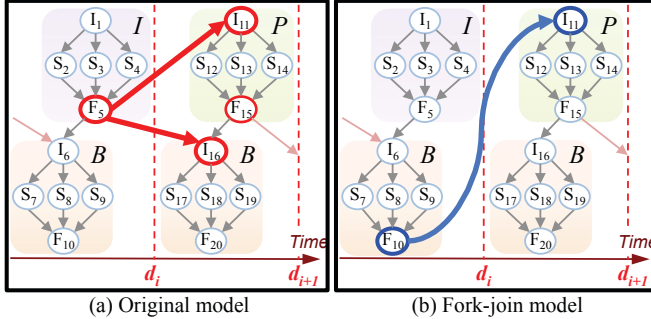 I₁ I
S₂ S₃ S₄
F₅
I₆ B
S₇ S₈ S₉
F₁₀
I₁₁ P
S₁₂ S₁₃ S₁₄
F₁₅
I₁₆ B
S₁₇ S₁₈ S₁₉
F₂₀
Time
dᵢ dᵢ₊₁
(a) Original model
I₁ I
S₂ S₃ S₄
F₅
I₆ B
S₇ S₈ S₉
F₁₀
I₁₁ P
S₁₂ S₁₃ S₁₄
F₁₅
I₁₆ B
S₁₇ S₁₈ S₁₉
F₂₀
Time
dᵢ dᵢ₊₁
(b) Fork-join model